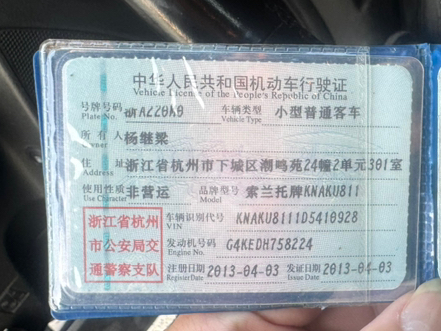 中华人民共和国机动车行驶证
Vehicle License of the People's Republic of China
号牌号码 浙A220K9 车辆类型 小型普通客车
Plate No. Vehicle Type
所有人 杨继梁
Owner
住址 浙江省杭州市下城区潮鸣苑24幢2单元301室
Address
使用性质 非营运 品牌型号 索兰托牌KNAKU811
Use Character Model
浙江省杭州
市公安局交
通警察支队
车辆识别代号 KNAKU8111D5410928
VIN
发动机号码 G4KEDH758224
Engine No.
注册日期 2013-04-03 发证日期 2013-04-03
Register Date Issue Date